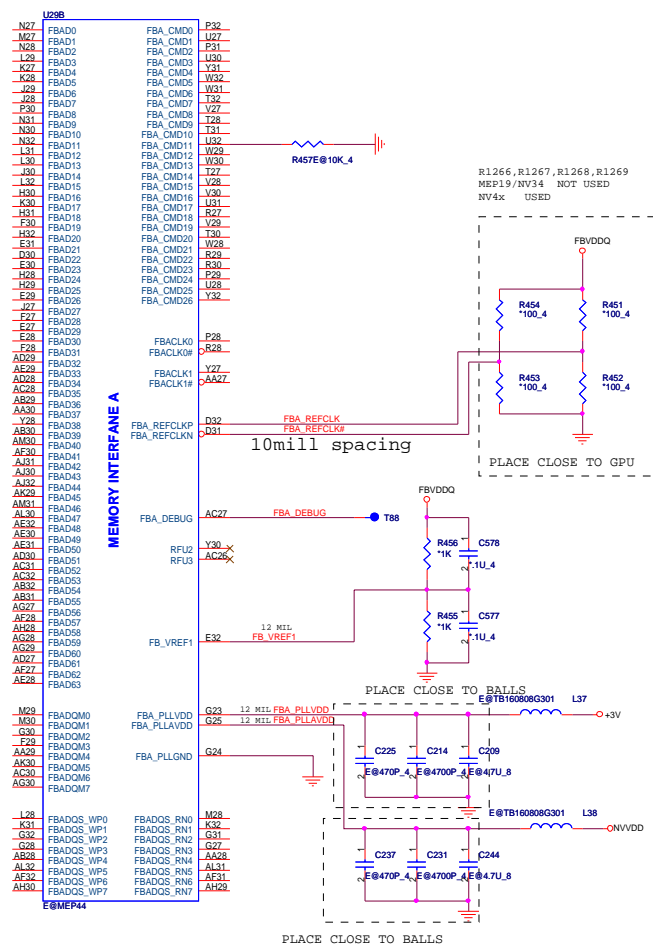 U29B
N27 FBAD0 FBA_CMD0 P32
M27 FBAD1 FBA_CMD1 U27
N28 FBAD2 FBA_CMD2 P31
L29 FBAD3 FBA_CMD3 U30
K27 FBAD4 FBA_CMD4 Y31
K28 FBAD5 FBA_CMD5 W32
J29 FBAD6 FBA_CMD6 W31
J28 FBAD7 FBA_CMD7 T32
P30 FBAD8 FBA_CMD8 V27
N31 FBAD9 FBA_CMD9 T28
N30 FBAD10 FBA_CMD10 T31
N32 FBAD11 FBA_CMD11 U32
L31 FBAD12 FBA_CMD12 W29
L30 FBAD13 FBA_CMD13 W30
J30 FBAD14 FBA_CMD14 T27
L32 FBAD15 FBA_CMD15 V28
H30 FBAD16 FBA_CMD16 V30
K30 FBAD17 FBA_CMD17 U31
H31 FBAD18 FBA_CMD18 R27
F30 FBAD19 FBA_CMD19 V29
H32 FBAD20 FBA_CMD20 T30
E31 FBAD21 FBA_CMD21 W28
D30 FBAD22 FBA_CMD22 R29
E30 FBAD23 FBA_CMD23 R30
H28 FBAD24 FBA_CMD24 P29
H29 FBAD25 FBA_CMD25 U28
E29 FBAD26 FBA_CMD26 Y32
J27 FBAD27
F27 FBAD28
E27 FBAD29
E28 FBAD30 FBACLK0 P28
F28 FBAD31 FBACLK0# R28
AD29 FBAD32
AE29 FBAD33 FBACLK1 Y27
AD28 FBAD34 FBACLK1# AA27
AC28 FBAD35
AB29 FBAD36
AA30 FBAD37
Y28 FBAD38 FBA_REFCLKP D32 FBA_REFCLK
AB30 FBAD39 FBA_REFCLKN D31 FBA_REFCLK#
AM30 FBAD40
AF30 FBAD41
AJ31 FBAD42
AJ30 FBAD43
AJ32 FBAD44
AK29 FBAD45
AM31 FBAD46
AL30 FBAD47 FBA_DEBUG AC27 FBA_DEBUG T88
AE32 FBAD48
AE30 FBAD49
AE31 FBAD50 RFU2 Y30
AD30 FBAD51 RFU3 AC26
AC31 FBAD52
AC32 FBAD53
AB32 FBAD54
AB31 FBAD55
AG27 FBAD56
AF28 FBAD57
AH28 FBAD58
AG28 FBAD59 FB_VREF1 E32 12 MIL FB_VREF1
AG29 FBAD60
AD27 FBAD61
AF27 FBAD62
AE28 FBAD63
M29 FBADQM0 FBA_PLLVDD G23 12 MIL FBA_PLLVDD
M30 FBADQM1 FBA_PLLAVDD G25 12 MIL FBA_PLLAVDD
G30 FBADQM2
F29 FBADQM3
AA29 FBADQM4 FBA_PLLGND G24
AK30 FBADQM5
AC30 FBADQM6
AG30 FBADQM7
L28 FBADQS_WP0 FBADQS_RN0 M28
K31 FBADQS_WP1 FBADQS_RN1 K32
G32 FBADQS_WP2 FBADQS_RN2 G31
G28 FBADQS_WP3 FBADQS_RN3 G27
AB28 FBADQS_WP4 FBADQS_RN4 AA28
AL32 FBADQS_WP5 FBADQS_RN5 AL31
AF32 FBADQS_WP6 FBADQS_RN6 AF31
AH30 FBADQS_WP7 FBADQS_RN7 AH29
E@MEP44
MEMORY INTERFANE A
R457E@10K_4
R1266,R1267,R1268,R1269
MEP19/NV34 NOT USED
NV4x USED
FBVDDQ
R454 *100_4
R451 *100_4
R453 *100_4
R452 *100_4
PLACE CLOSE TO GPU
10mill spacing
FBVDDQ
R456 *1K
1 C578 2 *.1U_4
R455 *1K
1 C577 2 .1U_4
PLACE CLOSE TO BALLS
E@TB160808G301 L37
+3V
1 C225 2 E@470P_4
1 C214 2 E@4700P_4
1 C209 2 E@4.7U_8
E@TB160808G301 L38
NVVDD
1 C237 2 E@470P_4
1 C231 2 E@4700P_4
1 C244 2 E@4.7U_8
PLACE CLOSE TO BALLS